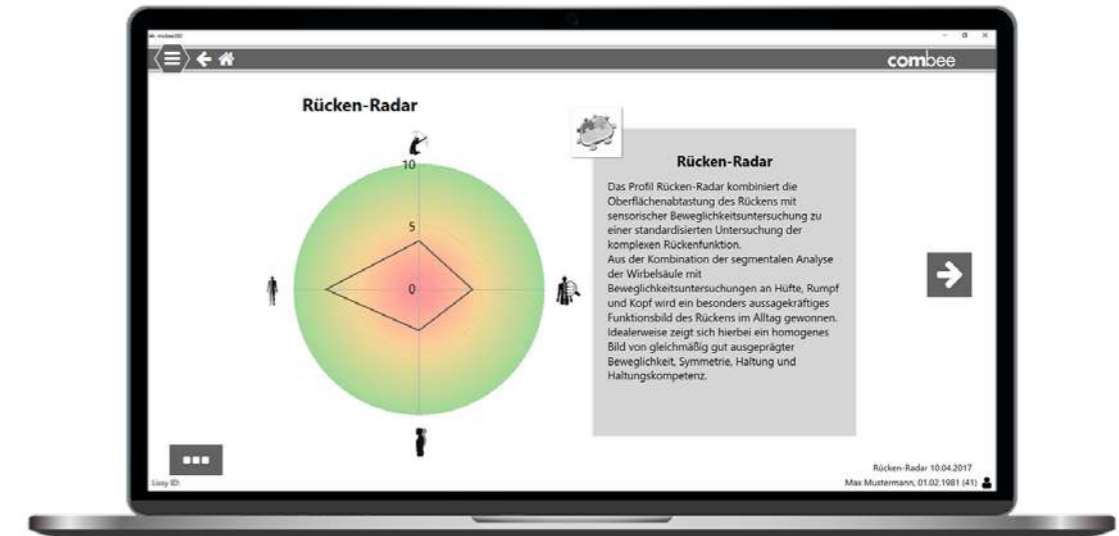 mobee360
combee
Rücken-Radar
10
5
0
Rücken-Radar
Das Profil Rücken-Radar kombiniert die
Oberflächenabtastung des Rückens mit
sensorischer Beweglichkeitsuntersuchung zu
einer standardisierten Untersuchung der
komplexen Rückenfunktion.
Aus der Kombination der segmentalen Analyse
der Wirbelsäule mit
Beweglichkeitsuntersuchungen an Hüfte, Rumpf
und Kopf wird ein besonders aussagekräftiges
Funktionsbild des Rückens im Alltag gewonnen.
Idealerweise zeigt sich hierbei ein homogenes
Bild von gleichmäßig gut ausgeprägter
Beweglichkeit, Symmetrie, Haltung und
Haltungskompetenz.
Rücken-Radar 10.04.2017
Lissy ID:
Max Mustermann, 01.02.1981 (41)